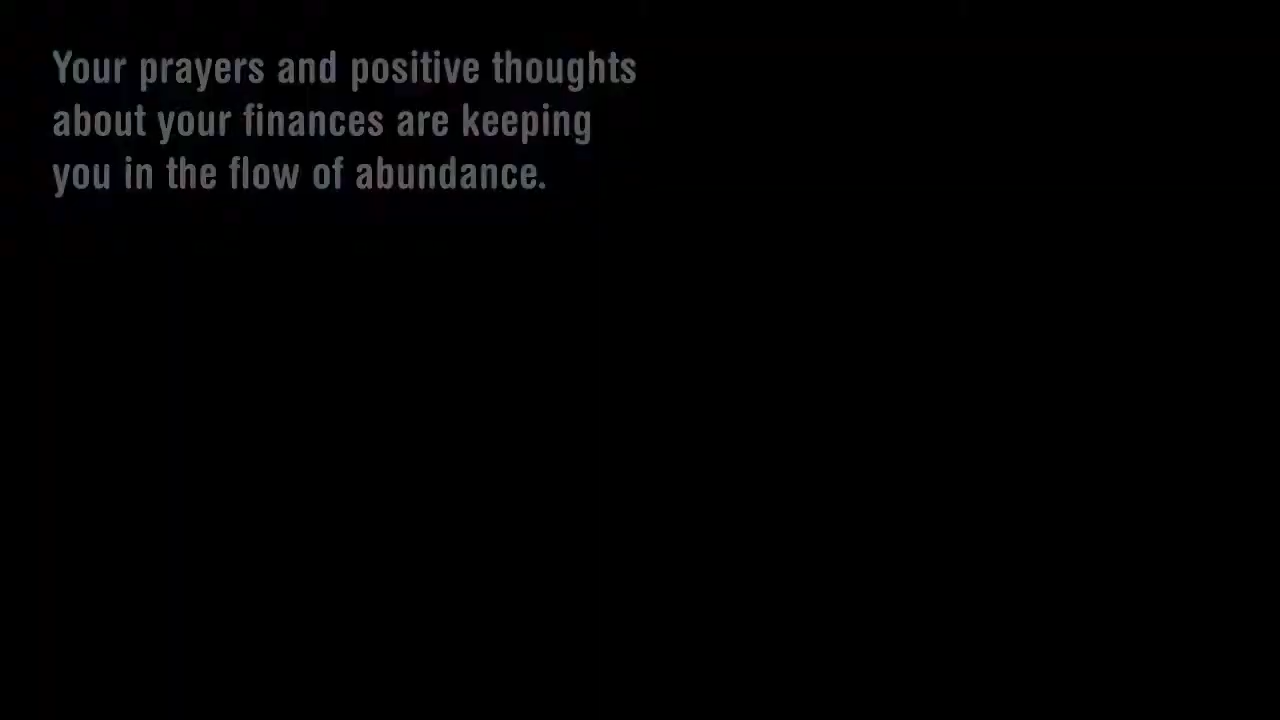 Your prayers and positive thoughts
about your finances are keeping
you in the flow of abundance.